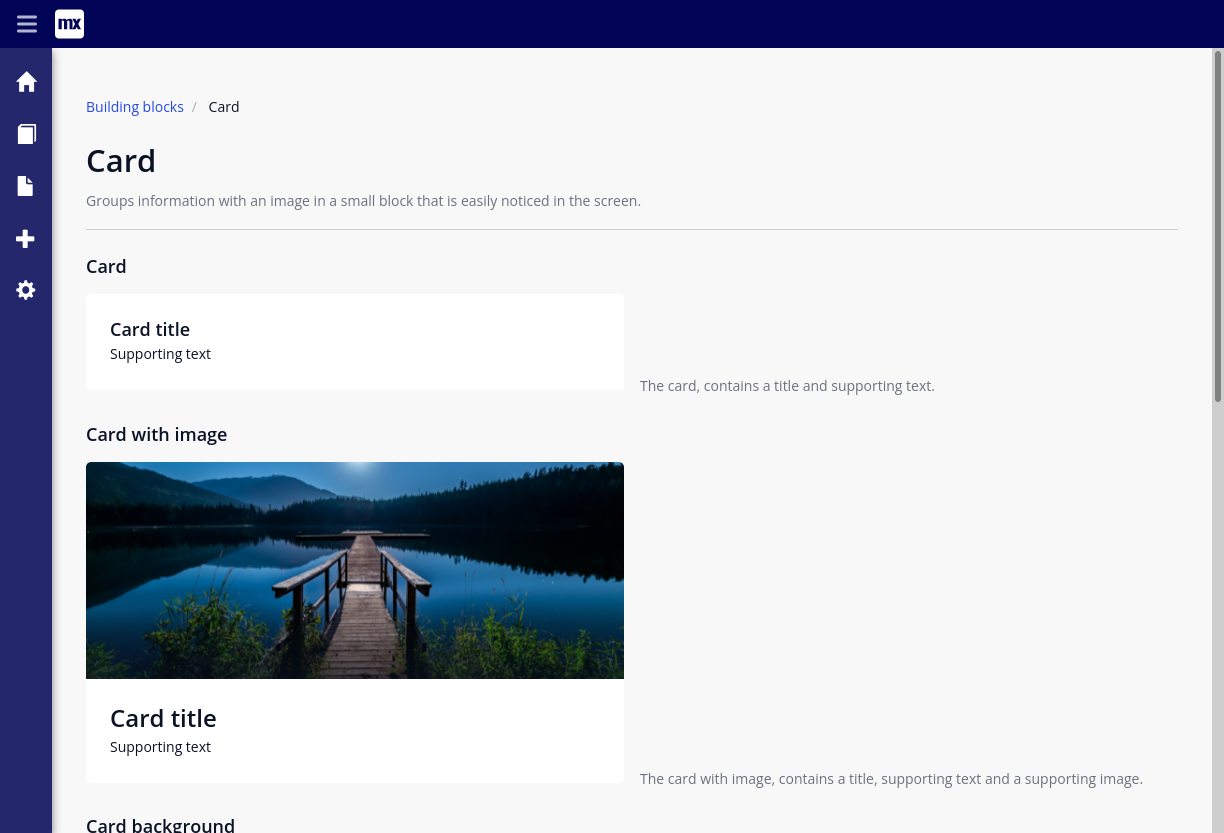 mx
Building blocks / Card
Card
Groups information with an image in a small block that is easily noticed in the screen.
Card
Card title
Supporting text
The card, contains a title and supporting text.
Card with image
Card title
Supporting text
The card with image, contains a title, supporting text and a supporting image.
Card background